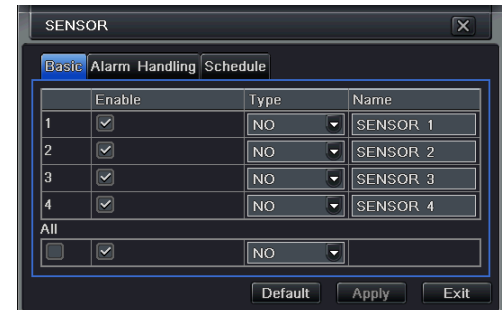 SENSOR
Basic Alarm Handling Schedule
Enable Type Name
1 NO SENSOR 1
2 NO SENSOR 2
3 NO SENSOR 3
4 NO SENSOR 4
All
NO
Default Apply Exit